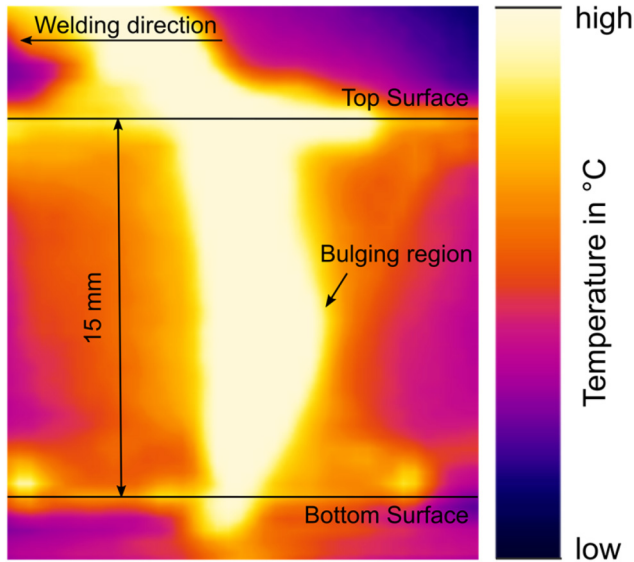 Welding direction
Top Surface
Bulging region
15 mm
Bottom Surface
high
Temperature in °C
low